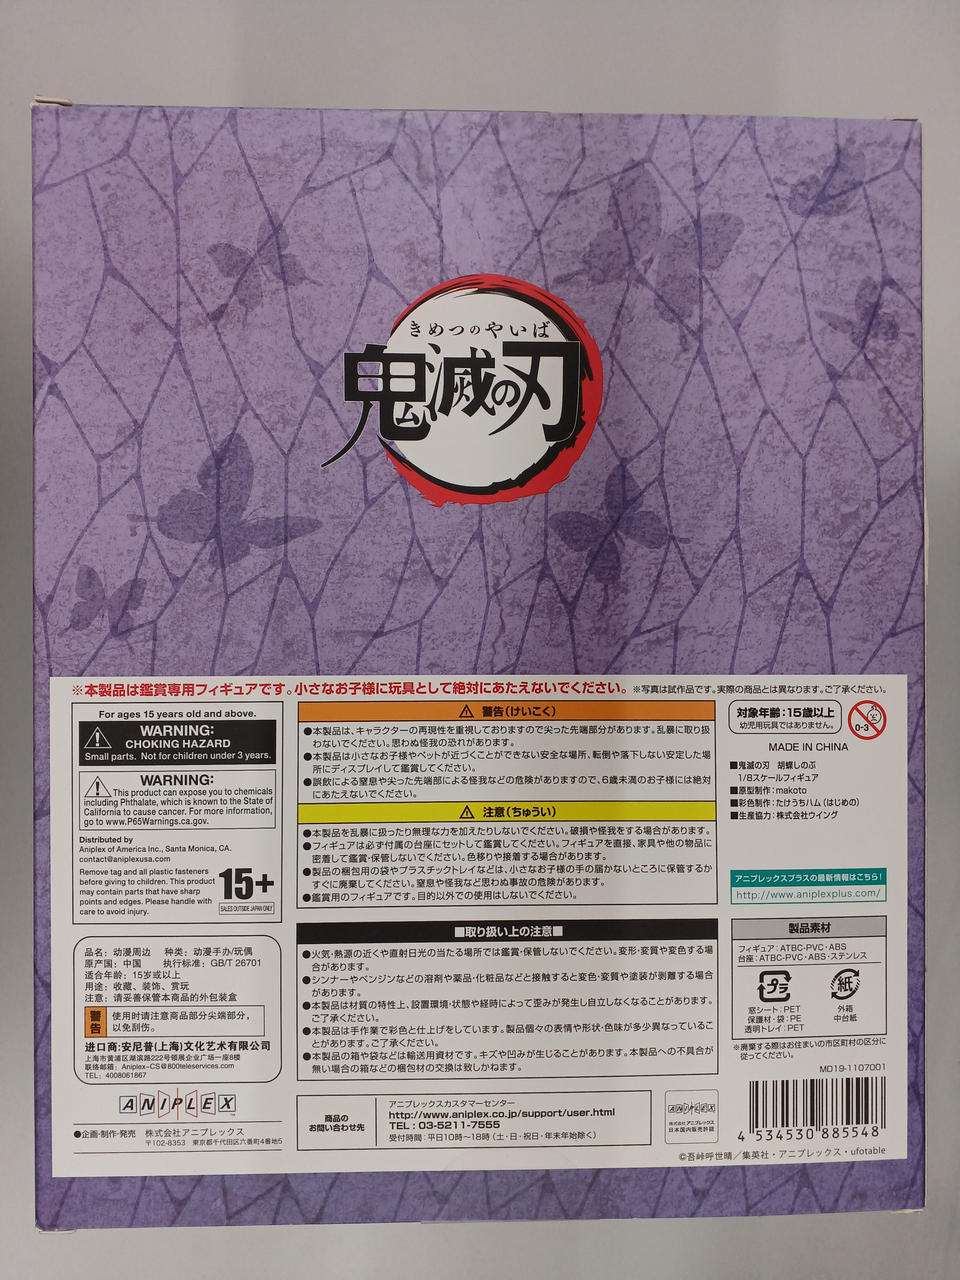 きめつのやいば
鬼滅の刃
※本製品は鑑賞専用フィギュアです。小さなお子様に玩具として絶対にあたえないでください。 ※写真は試作品です。実際の商品とは異なります。ご了承ください。
For ages 15 years old and above.
WARNING:
CHOKING HAZARD
Small parts. Not for children under 3 years.
WARNING:
This product can expose you to chemicals
including Phthalate, which is known to the State of
California to cause cancer. For more information,
go to www.P65Warnings.ca.gov.
Distributed by
Aniplex of America Inc., Santa Monica, CA.
contact@aniplexusa.com
Remove tag and all plastic fasteners
before giving to children. This product
may contain parts that have sharp
points and edges. Please handle with
care to avoid injury.
15+
SALES OUTSIDE JAPAN ONLY
品名：动漫周边 种类：动漫手办/玩偶
原产国：中国 执行标准：GB/T 26701
适合年龄：15岁或以上
用途：收藏、装饰、赏玩
注意：请妥善保管本商品的外包装盒
警告
使用时请注意商品部分尖端部分，
以免刮伤。
进口商：安尼普(上海)文化艺术有限公司
上海市黄浦区湖滨路222号领展企业广场一座8楼
联络邮箱：Aniplex-CS@800teleservices.com
TEL：4008061867
ANIPLEX
●企画・制作・発売 株式会社アニプレックス
〒102-8353 東京都千代田区六番町4番地5
警告（けいこく）
●本製品は、キャラクターの再現性を重視しておりますので尖った先端部分があります。乱暴に取り扱
わないでください。思わぬ怪我の恐れがあります。
●本製品は小さなお子様やペットが近づくことができない安全な場所、転倒や落下しない安定した場
所にディスプレイして鑑賞してください。
●誤飲による窒息や尖った先端部による怪我などの危険がありますので、6歳未満のお子様には絶対
にあたえないでください。
注意（ちゅうい）
●本製品を乱暴に扱ったり無理な力を加えたりしないでください。破損や怪我をする場合があります。
●フィギュアは必ず付属の台座にセットして鑑賞してください。フィギュアを直接、家具や他の物品に
密着して鑑賞・保管しないでください。色移りや接着する場合があります。
●製品の梱包用の袋やプラスチックトレイなどは、小さなお子様の手の届かないところに保管するか
すぐに廃棄してください。窒息や怪我など思わぬ事故の危険があります。
●鑑賞用のフィギュアです。目的以外での使用はしないでください。
■取り扱い上の注意■
●火気・熱源の近くや直射日光の当たる場所では鑑賞・保管しないでください。変形・変質や変色する場
合があります。
●シンナーやベンジンなどの溶剤や薬品・化粧品などと接触すると変色・変質や塗装が剥離する場合
があります。
●本製品は材質の特性上、設置環境・状態や経時によって歪みが発生し自立しなくなることがあります。
ご了承ください。
●本製品は手作業で彩色と仕上げをしています。製品個々の表情や形状・色味が多少異なっているこ
とがあります。ご了承ください。
●本製品の箱や袋などは輸送用資材です。キズや凹みが生じることがあります。本製品への不具合が
無い場合の箱などの梱包材の交換は致しかねます。
商品の
お問い合わせ先
アニプレックスカスタマーセンター
http://www.aniplex.co.jp/support/user.html
TEL：03-5211-7555
受付時間：平日10時～18時（土・日・祝日・年末年始除く）
ANIPLEX
株式会社アニプレックス
日本国内販売許諾
対象年齢：15歳以上
幼児用玩具ではありません。
0-3
MADE IN CHINA
■鬼滅の刃 胡蝶しのぶ
1/8スケールフィギュア
■原型制作：makoto
■彩色制作：たけうちハム（はじめの）
■生産協力：株式会社ウイング
アニプレックスプラスの最新情報はこちら！
http://www.aniplexplus.com/
製品素材
フィギュア：ATBC-PVC・ABS
台座：ATBC-PVC・ABS・ステンレス
プラ
紙
窓シート：PET
保護材・袋：PE
透明トレイ：PET
外箱
中台紙
※廃棄する際はお住まいの市区町村の区分に
従ってください。
MD19-1107001
4 534530 885548
©吾峠呼世晴／集英社・アニプレックス・ufotable